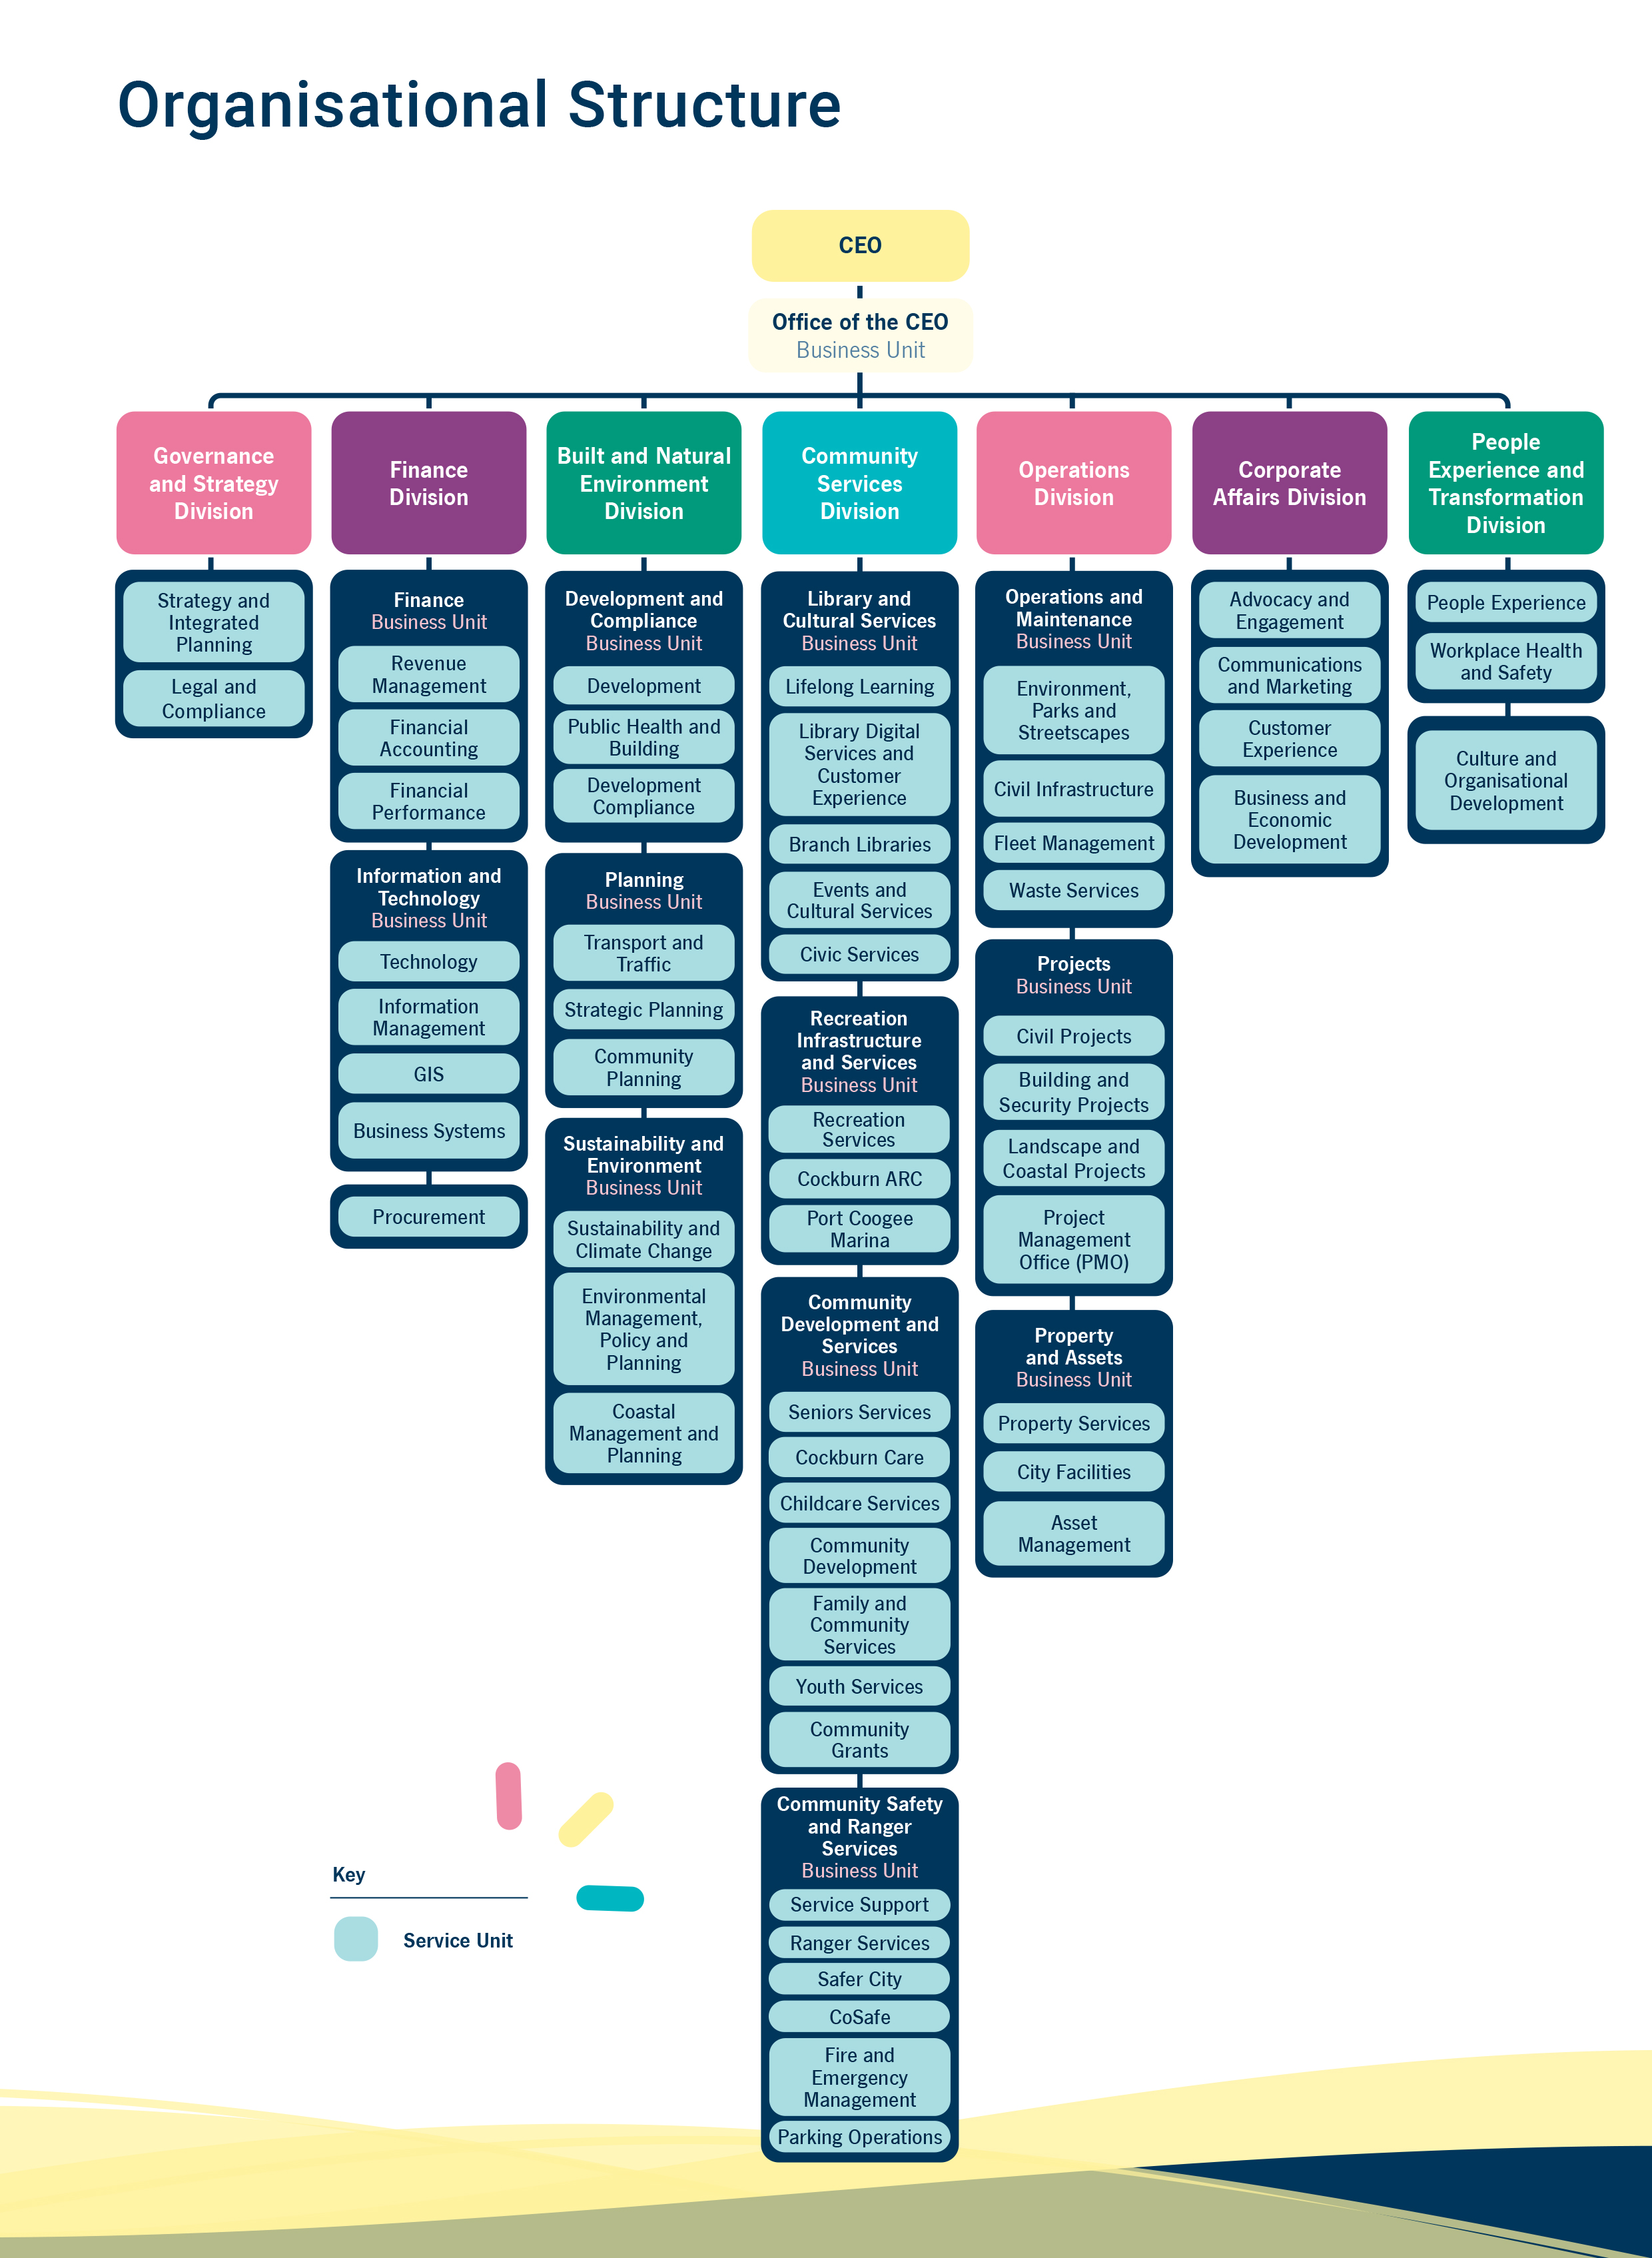 Organisational Structure
CEO
Office of the CEO
Business Unit
Governance
and Strategy
Division
Strategy and
Integrated
Planning
Legal and
Compliance
Finance
Division
Finance
Business Unit
Revenue
Management
Financial
Accounting
Financial
Performance
Information and
Technology
Business Unit
Technology
Information
Management
GIS
Business Systems
Procurement
Built and Natural
Environment
Division
Development and
Compliance
Business Unit
Development
Public Health and
Building
Development
Compliance
Planning
Business Unit
Transport and
Traffic
Strategic Planning
Community
Planning
Sustainability and
Environment
Business Unit
Sustainability and
Climate Change
Environmental
Management,
Policy and
Planning
Coastal
Management and
Planning
Community
Services
Division
Library and
Cultural Services
Business Unit
Lifelong Learning
Library Digital
Services and
Customer
Experience
Branch Libraries
Events and
Cultural Services
Civic Services
Recreation
Infrastructure
and Services
Business Unit
Recreation
Services
Cockburn ARC
Port Coogee
Marina
Community
Development and
Services
Business Unit
Seniors Services
Cockburn Care
Childcare Services
Community
Development
Family and
Community
Services
Youth Services
Community
Grants
Community Safety
and Ranger
Services
Business Unit
Service Support
Ranger Services
Safer City
CoSafe
Fire and
Emergency
Management
Parking Operations
Operations
Division
Operations and
Maintenance
Business Unit
Environment,
Parks and
Streetscapes
Civil Infrastructure
Fleet Management
Waste Services
Projects
Business Unit
Civil Projects
Building and
Security Projects
Landscape and
Coastal Projects
Project
Management
Office (PMO)
Property
and Assets
Business Unit
Property Services
City Facilities
Asset
Management
Corporate
Affairs Division
Advocacy and
Engagement
Communications
and Marketing
Customer
Experience
Business and
Economic
Development
People
Experience and
Transformation
Division
People Experience
Workplace Health
and Safety
Culture and
Organisational
Development
Key
Service Unit